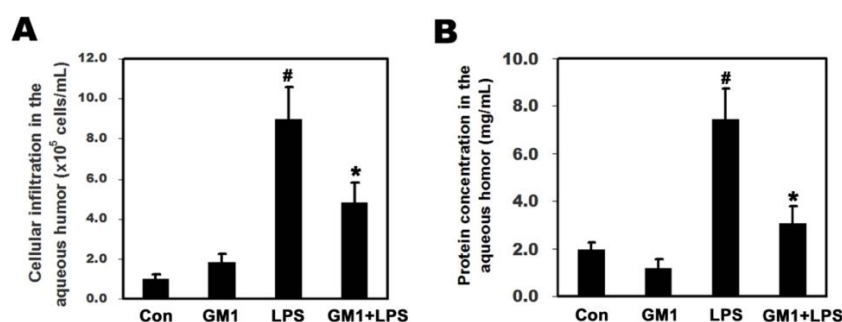 A
Cellular infiltration in the
aqueous humor (x10⁵ cells/mL)
12.0
10.0
8.0
6.0
4.0
2.0
0.0
#
*
Con GM1 LPS GM1+LPS
B
Protein concentration in the
aqueous homor (mg/mL)
10.0
8.0
6.0
4.0
2.0
0.0
#
*
Con GM1 LPS GM1+LPS